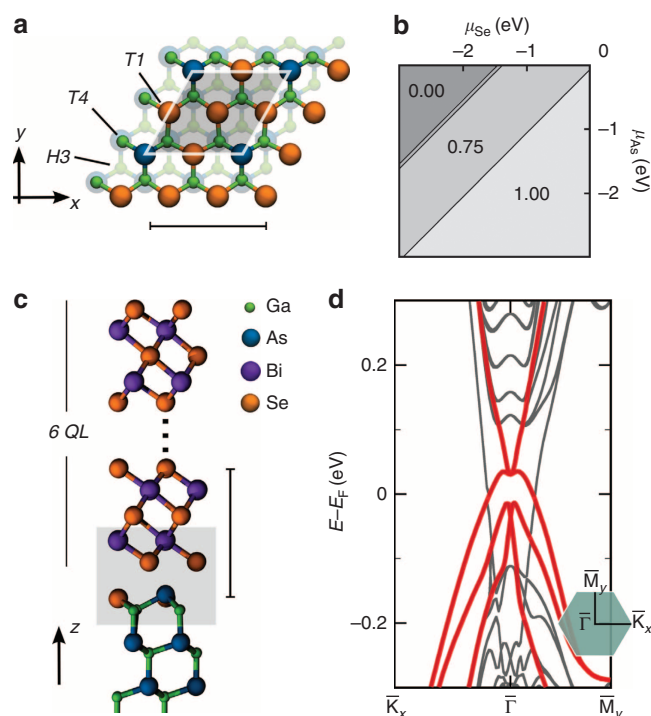 a
T1
T4
H3
y
x
b
μSe (eV)
−2 −1 0
0.00
0.75
1.00
−1
−2
μAs (eV)
c
6 QL
z
Ga
As
Bi
Se
d
E–EF (eV)
0.2
0
−0.2
M̅y
Γ̅ K̅x
K̅x Γ̅ M̅y